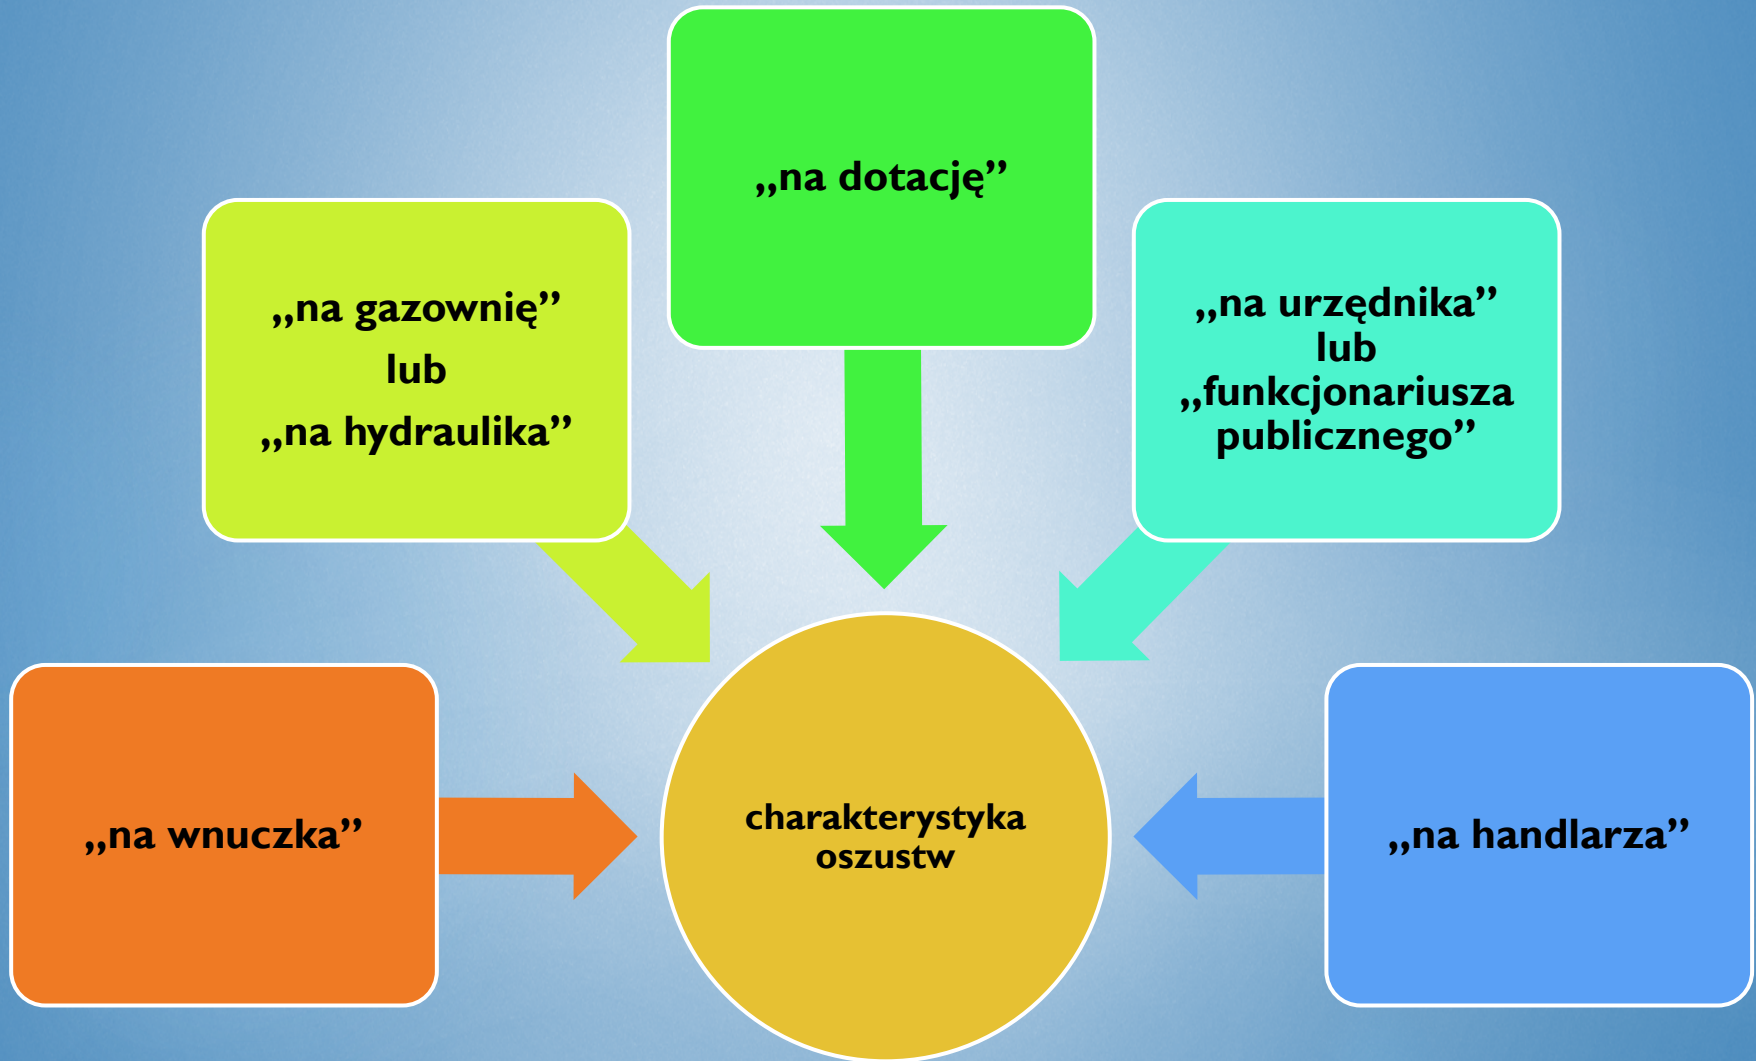 „na dotację”
„na gazownię”
lub
„na hydraulika”
„na urzędnika”
lub
„funkcjonariusza
publicznego”
„na wnuczka”
charakterystyka
oszustw
„na handlarza”